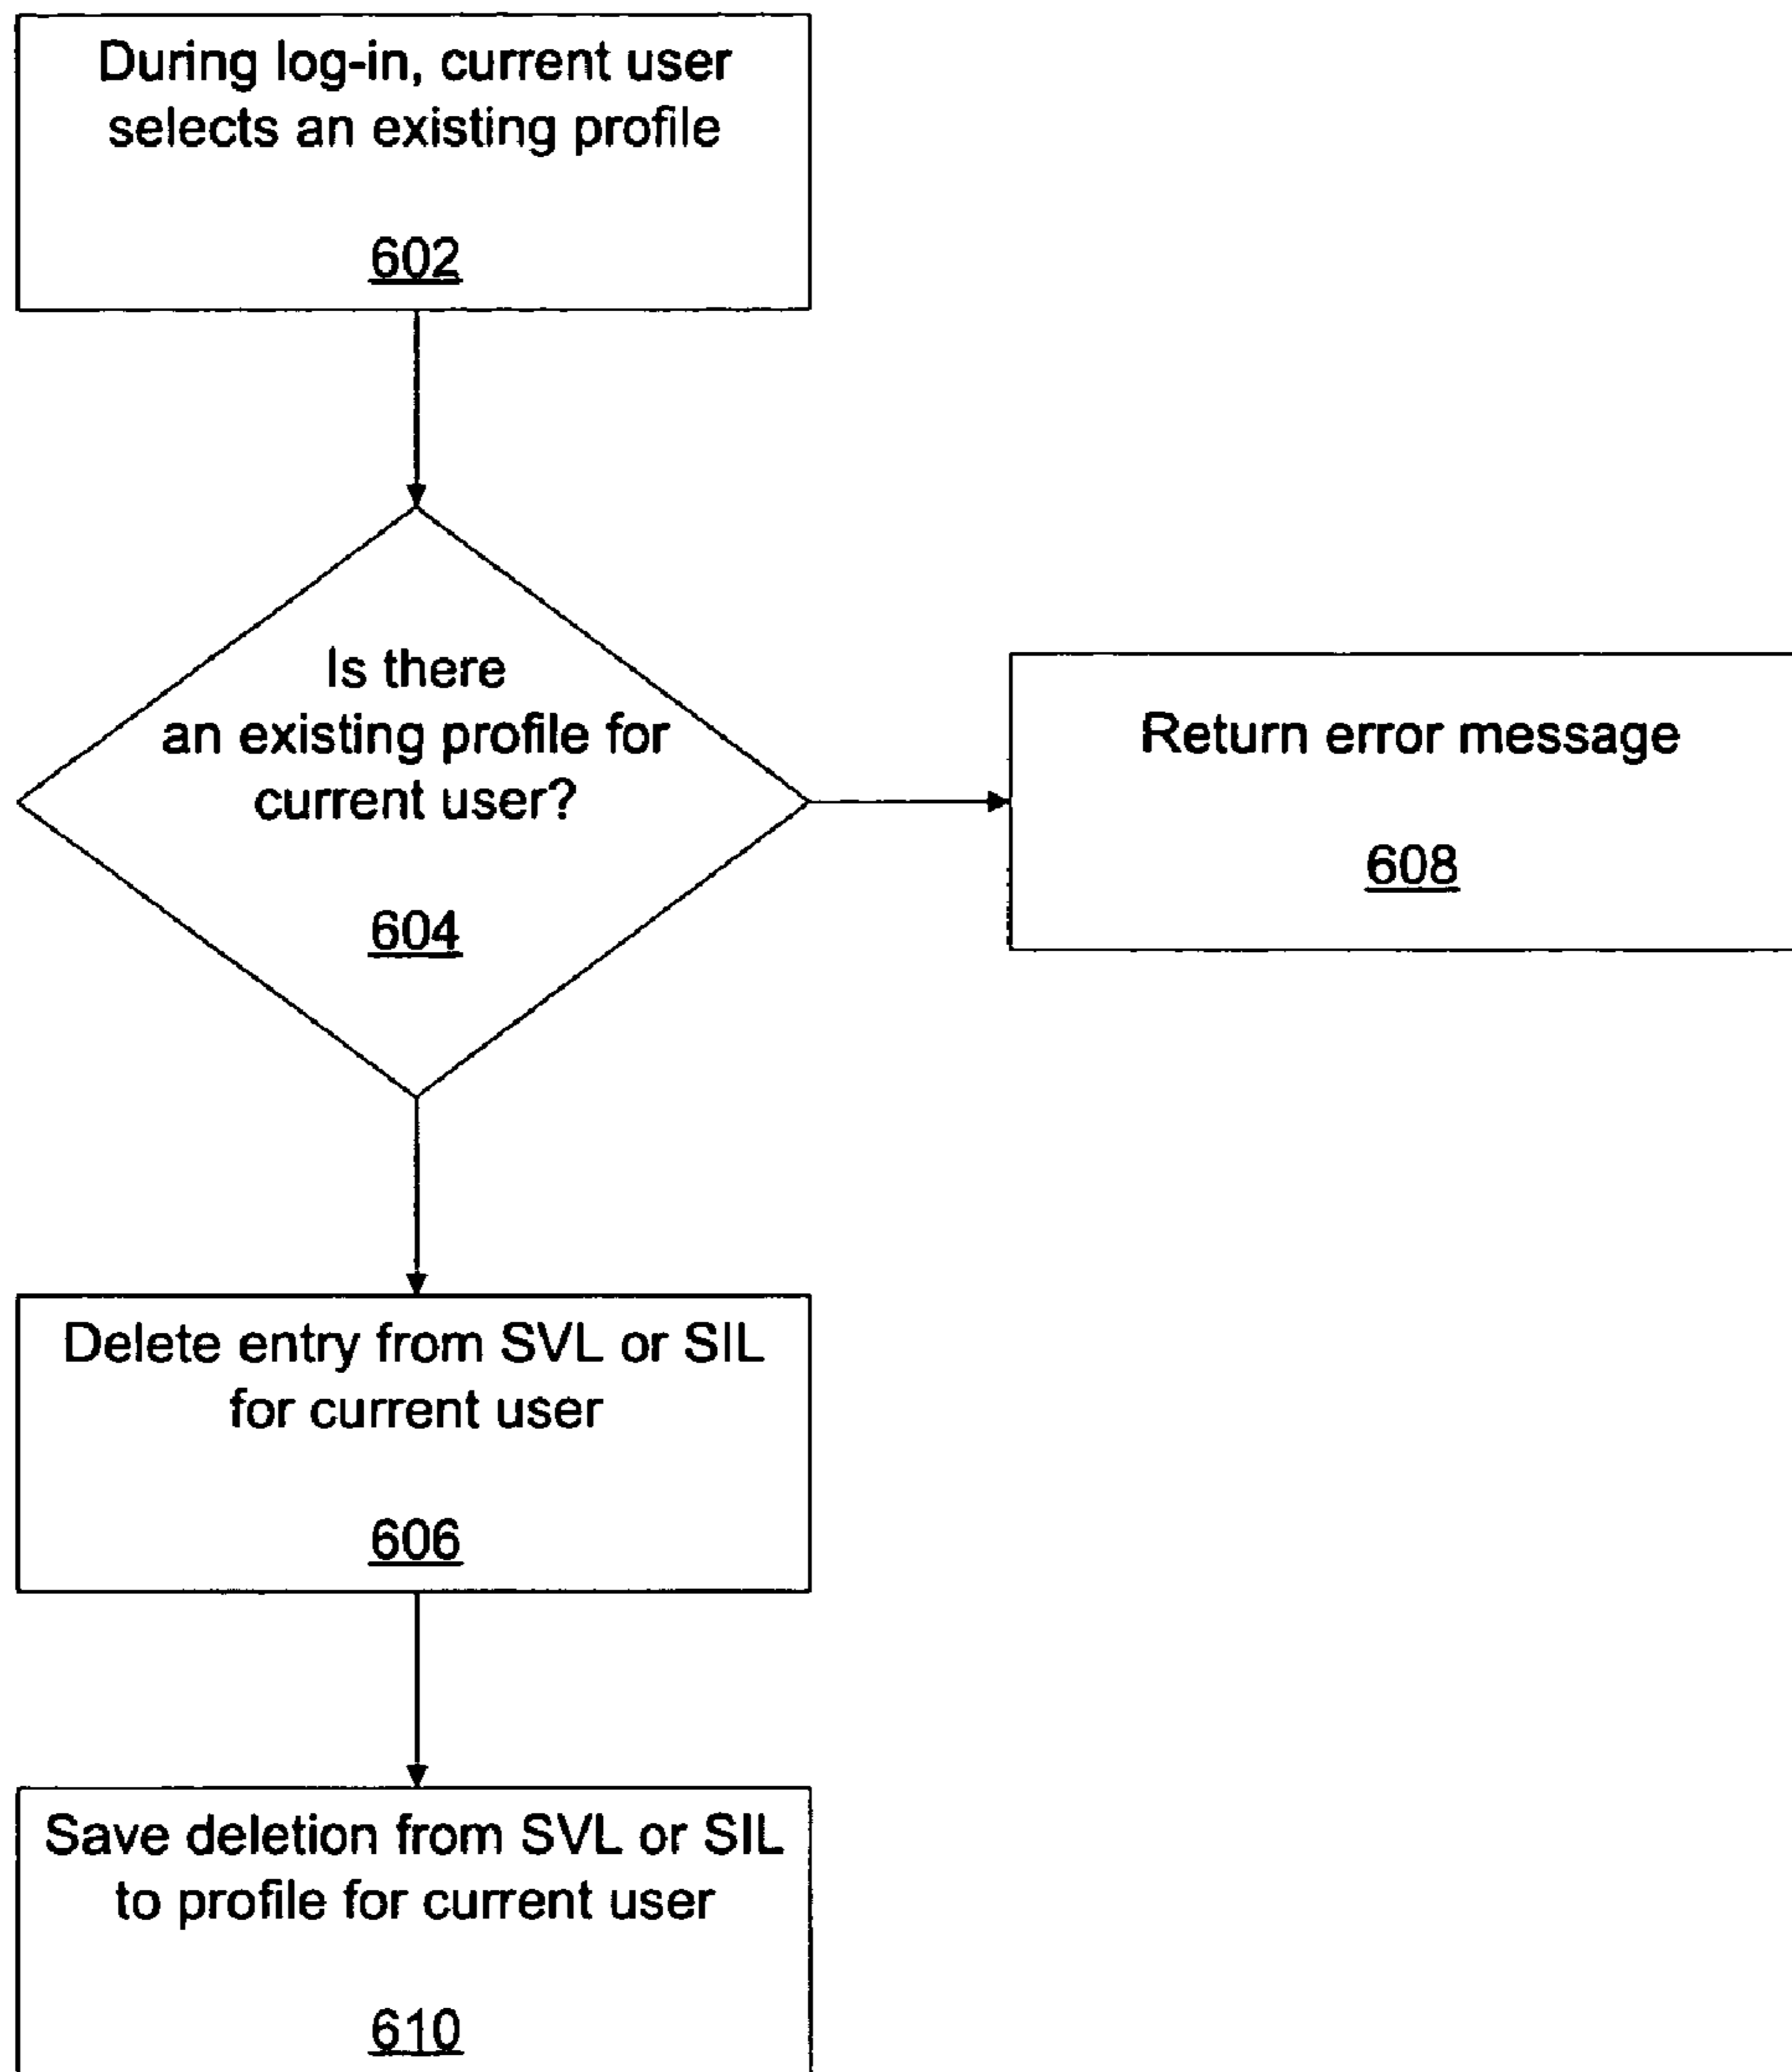 During log-in, current user
selects an existing profile
602
Is there
an existing profile for
current user?
604
Return error message
608
Delete entry from SVL or SIL
for current user
606
Save deletion from SVL or SIL
to profile for current user
610